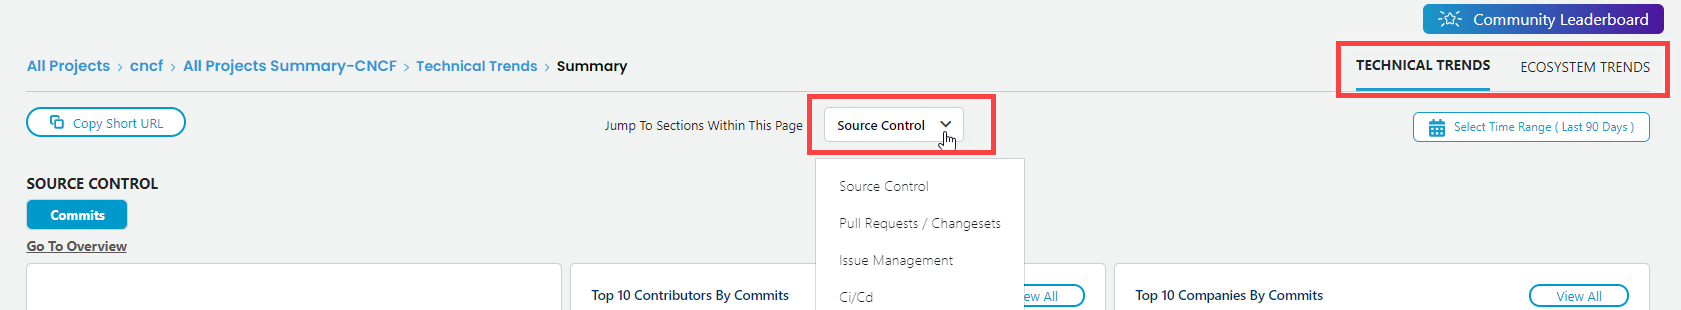 Community Leaderboard
All Projects > cncf > All Projects Summary-CNCF > Technical Trends > Summary
TECHNICAL TRENDS
ECOSYSTEM TRENDS
Copy Short URL
Jump To Sections Within This Page
Source Control
Select Time Range ( Last 90 Days )
Source Control
Pull Requests / Changesets
Issue Management
Ci/Cd
SOURCE CONTROL
Commits
Go To Overview
Top 10 Contributors By Commits
All
Top 10 Companies By Commits
View All